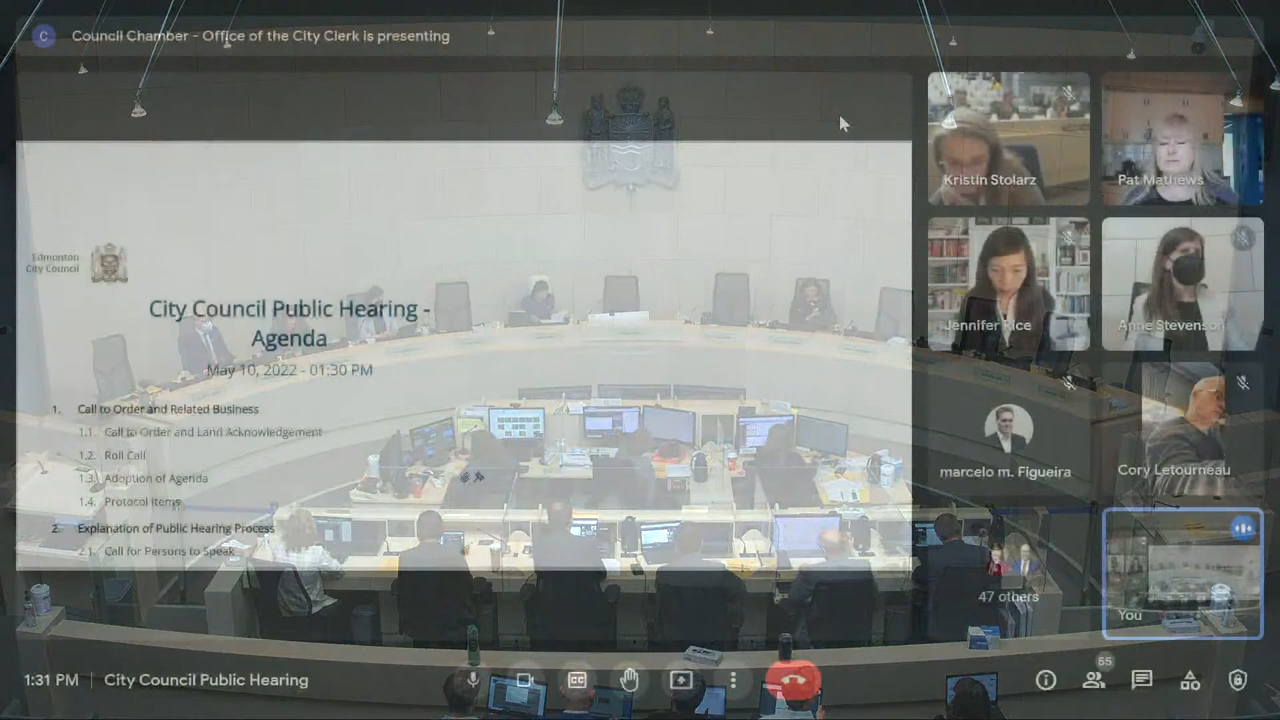 C
Council Chamber - Office of the City Clerk is presenting
Kristin Stolarz
Pat Mathews
Edmonton
City Council
City Council Public Hearing -
Agenda
May 10, 2022 - 01:30 PM
Jennifer Rice
Anne Stevenson
1. Call to Order and Related Business
1.1. Call to Order and Land Acknowledgement
1.2. Roll Call
1.3. Adoption of Agenda
1.4. Protocol Items
2. Explanation of Public Hearing Process
2.1. Call for Persons to Speak
marcelo m. Figueira
Cory Letourneau
47 others
You
1:31 PM | City Council Public Hearing
CC
55